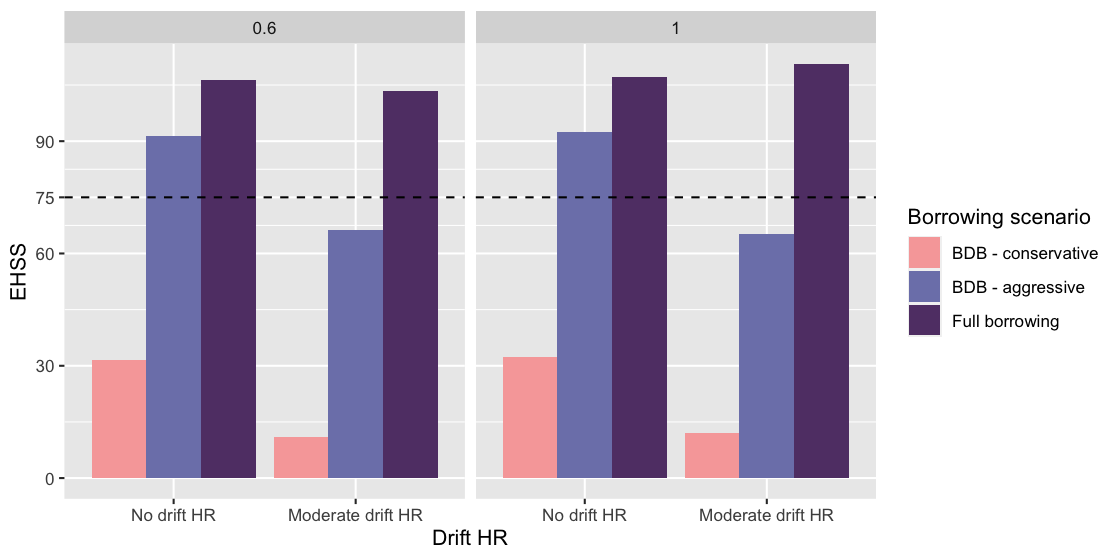 0.6
1
EHSS
90
75
60
30
0
No drift HR
Moderate drift HR
No drift HR
Moderate drift HR
Drift HR
Borrowing scenario
BDB - conservative
BDB - aggressive
Full borrowing